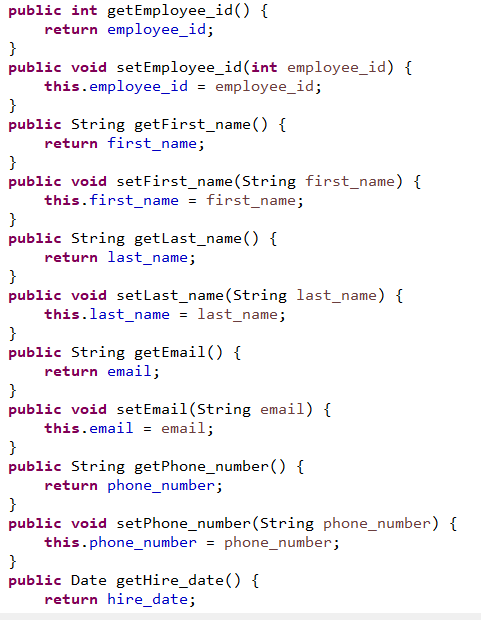 public int getEmployee_id() {
    return employee_id;
}
public void setEmployee_id(int employee_id) {
    this.employee_id = employee_id;
}
public String getFirst_name() {
    return first_name;
}
public void setFirst_name(String first_name) {
    this.first_name = first_name;
}
public String getLast_name() {
    return last_name;
}
public void setLast_name(String last_name) {
    this.last_name = last_name;
}
public String getEmail() {
    return email;
}
public void setEmail(String email) {
    this.email = email;
}
public String getPhone_number() {
    return phone_number;
}
public void setPhone_number(String phone_number) {
    this.phone_number = phone_number;
}
public Date getHire_date() {
    return hire_date;